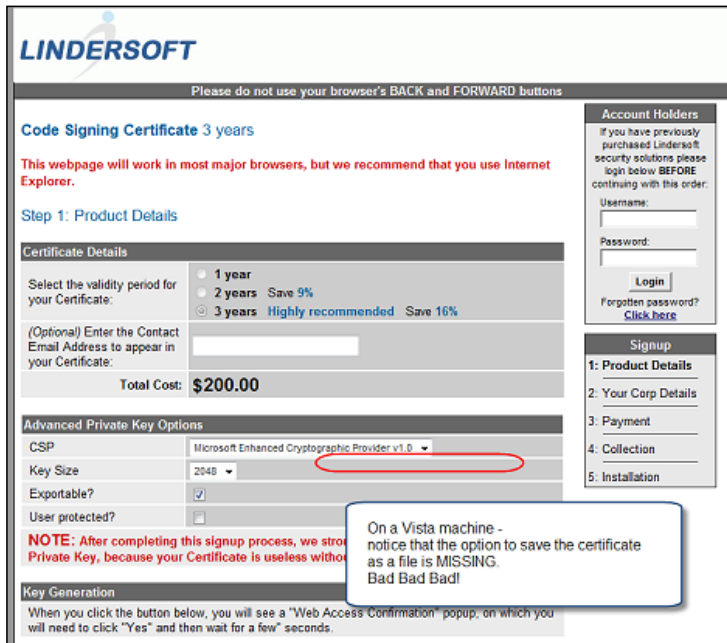 LINDERSOFT
Please do not use your browser's BACK and FORWARD buttons
Code Signing Certificate 3 years
This webpage will work in most major browsers, but we recommend that you use Internet
Explorer.
Step 1: Product Details
Certificate Details
Select the validity period for
your Certificate:
1 year
2 years Save 9%
3 years Highly recommended Save 16%
(Optional) Enter the Contact
Email Address to appear in
your Certificate:
Total Cost: $200.00
Advanced Private Key Options
CSP
Microsoft Enhanced Cryptographic Provider v1.0
Key Size
2048
Exportable?
User protected?
NOTE: After completing this signup process, we
Private Key, because your Certificate is useless
Key Generation
When you click the button below, you will see a "Web Access Confirmation" popup, on which you
will need to click "Yes" and then wait for a few" seconds.
On a Vista machine -
notice that the option to save the certificate
as a file is MISSING.
Bad Bad Bad!
Account Holders
If you have previously
purchased Lindersoft
security solutions please
login below BEFORE
continuing with this order:
Username:
Password:
Login
Forgotten password?
Click here
Signup
1: Product Details
2: Your Corp Details
3: Payment
4: Collection
5: Installation